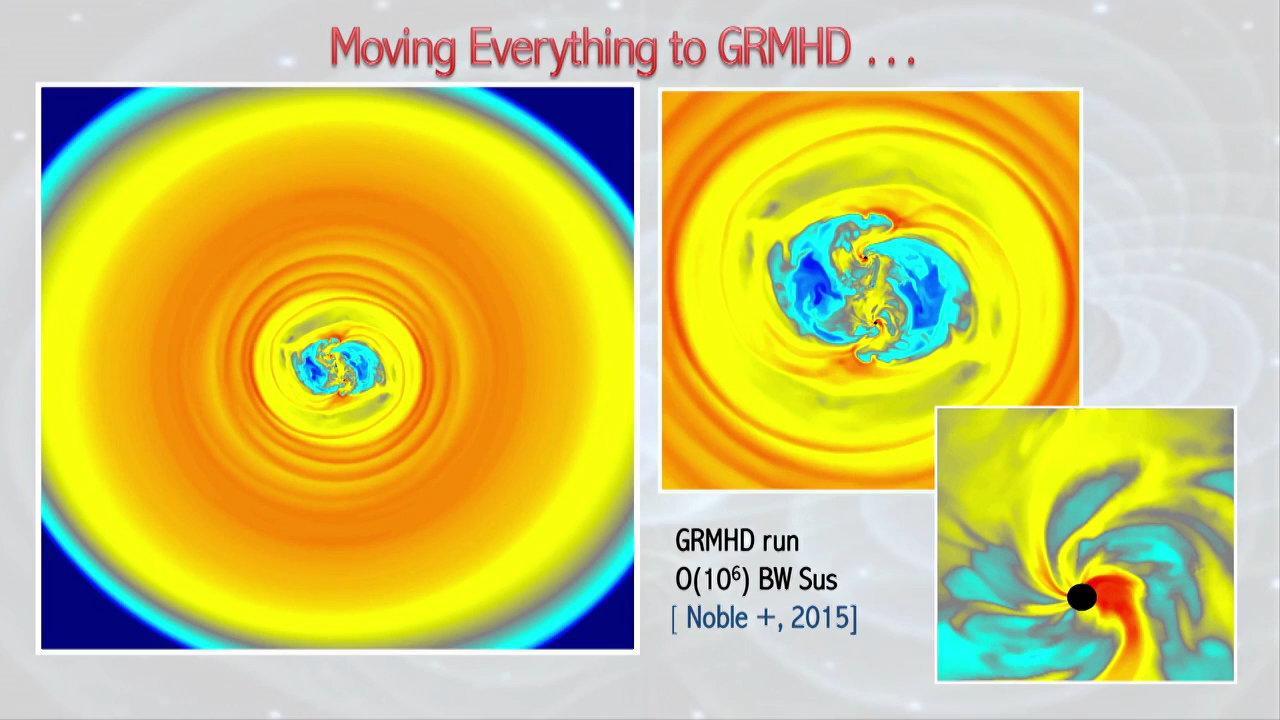 Moving Everything to GRMHD . . .
GRMHD run
O(10⁶) BW Sus
[ Noble +, 2015]